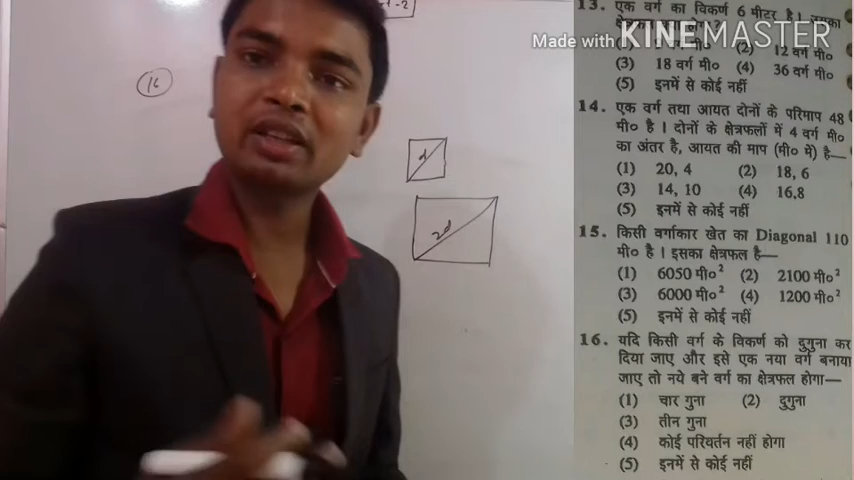 16
d
2d
Made with KINEMASTER
13. एक वर्ग का विकर्ण 6 मीटर है। उसका
(2) 12 वर्ग मी०
(3) 18 वर्ग मी० (4) 36 वर्ग मी०
(5) इनमें से कोई नहीं
14. एक वर्ग तथा आयत दोनों के परिमाप 48
मी० है। दोनों के क्षेत्रफलों में 4 वर्ग मी०
का अंतर है, आयत की माप (मी० में) है—
(1) 20, 4 (2) 18, 6
(3) 14, 10 (4) 16,8
(5) इनमें से कोई नहीं
15. किसी वर्गाकार खेत का Diagonal 110
मी० है। इसका क्षेत्रफल है—
(1) 6050 मी०² (2) 2100 मी०²
(3) 6000 मी०² (4) 1200 मी०²
(5) इनमें से कोई नहीं
16. यदि किसी वर्ग के विकर्ण को दुगुना कर
दिया जाए और इसे एक नया वर्ग बनाया
जाए तो नये बने वर्ग का क्षेत्रफल होगा—
(1) चार गुना (2) दुगुना
(3) तीन गुना
(4) कोई परिवर्तन नहीं होगा
(5) इनमें से कोई नहीं